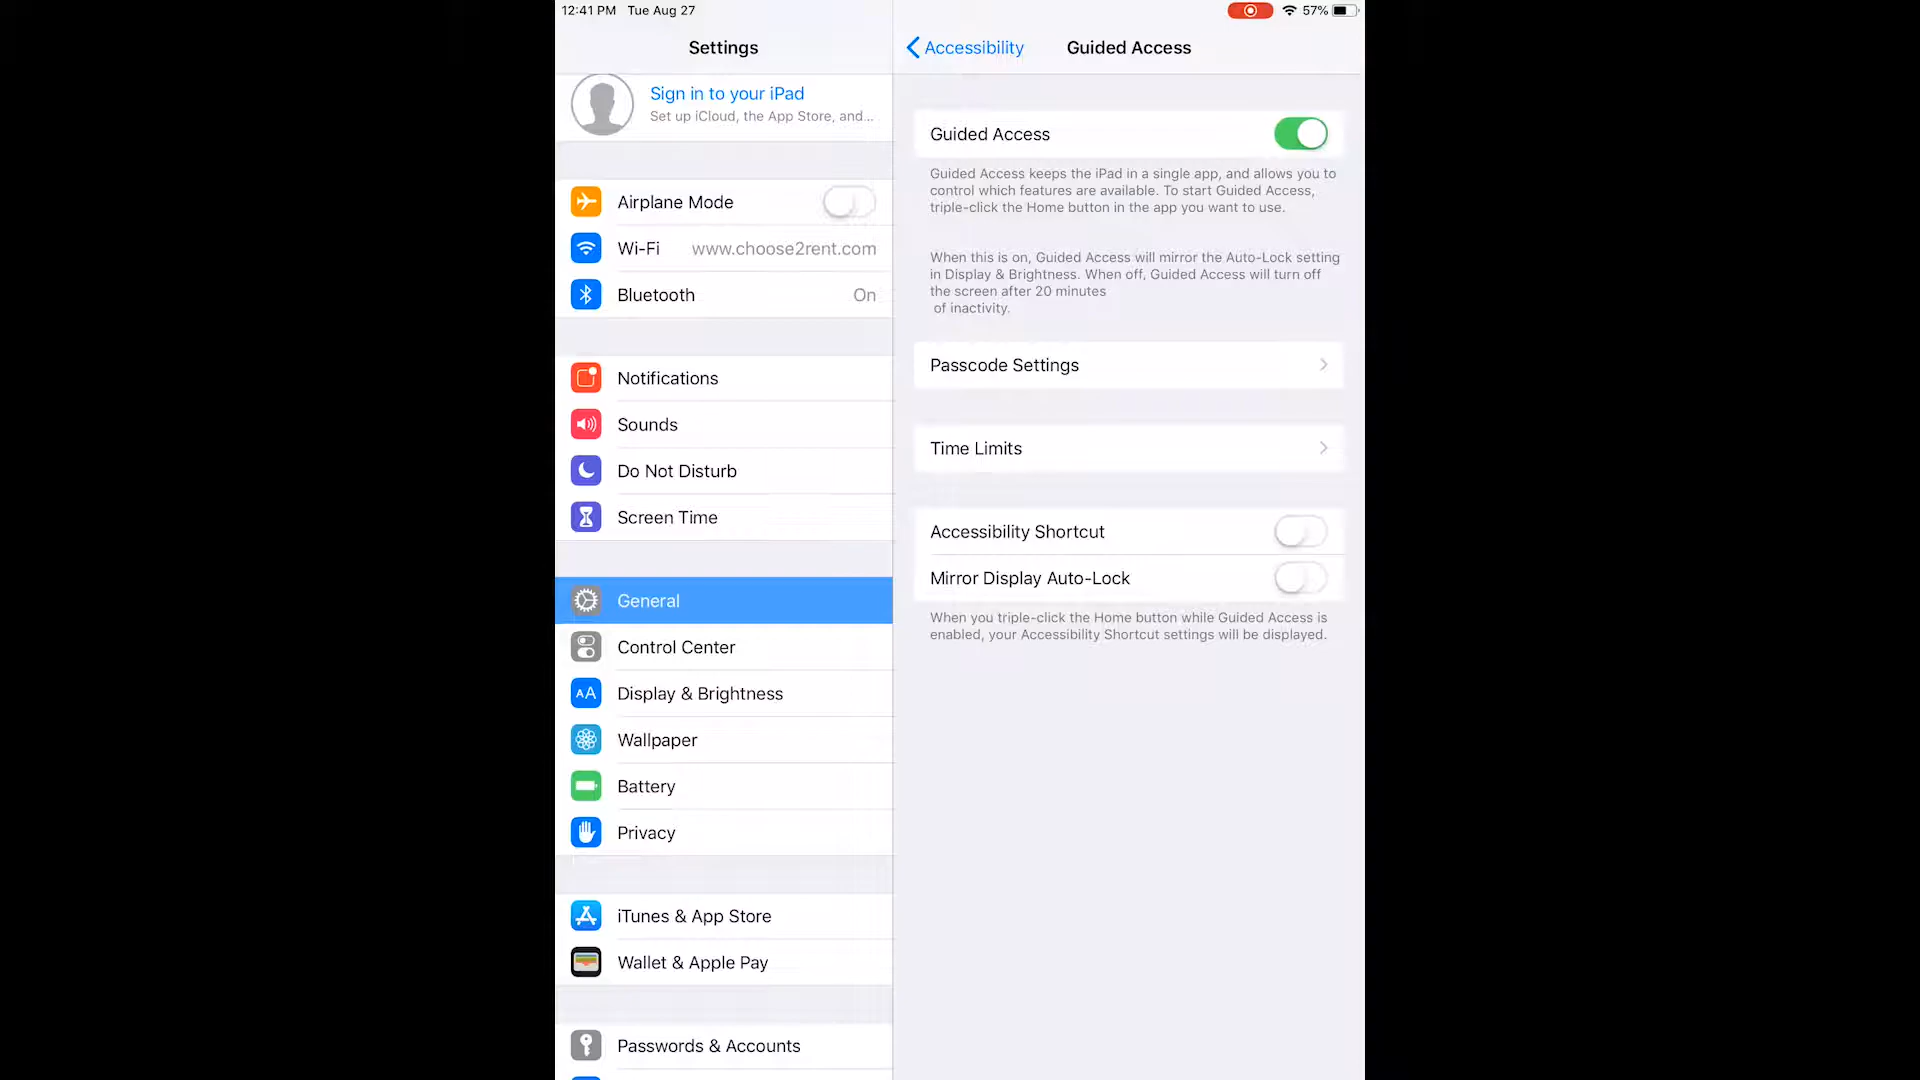 12:41 PM Tue Aug 27
57%
Settings
Sign in to your iPad
Set up iCloud, the App Store, and...
Airplane Mode
Wi-Fi www.choose2rent.com
Bluetooth On
Notifications
Sounds
Do Not Disturb
Screen Time
General
Control Center
AA Display & Brightness
Wallpaper
Battery
Privacy
iTunes & App Store
Wallet & Apple Pay
Passwords & Accounts
Accessibility
Guided Access
Guided Access
Guided Access keeps the iPad in a single app, and allows you to
control which features are available. To start Guided Access,
triple-click the Home button in the app you want to use.
When this is on, Guided Access will mirror the Auto-Lock setting
in Display & Brightness. When off, Guided Access will turn off
the screen after 20 minutes
of inactivity.
Passcode Settings
Time Limits
Accessibility Shortcut
Mirror Display Auto-Lock
When you triple-click the Home button while Guided Access is
enabled, your Accessibility Shortcut settings will be displayed.